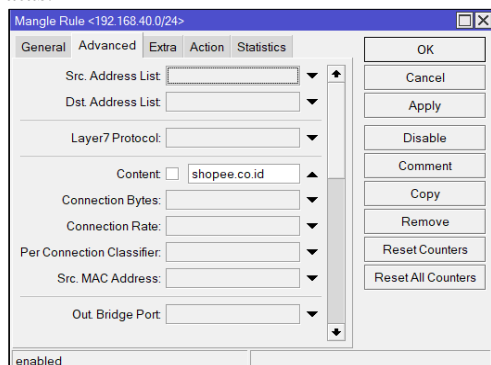 Mangle Rule <192.168.40.0/24>
General Advanced Extra Action Statistics
Src. Address List:
Dst. Address List:
Layer7 Protocol:
Content: shopee.co.id
Connection Bytes:
Connection Rate:
Per Connection Classifier:
Src. MAC Address:
Out. Bridge Port:
OK
Cancel
Apply
Disable
Comment
Copy
Remove
Reset Counters
Reset All Counters
enabled